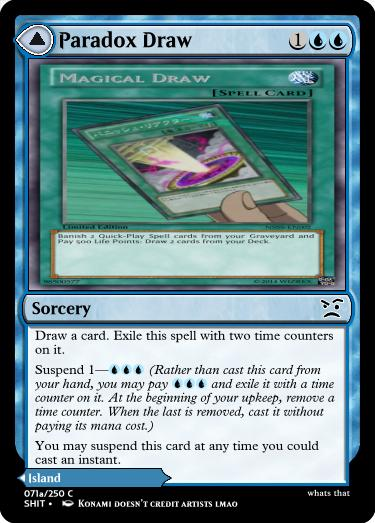 Paradox Draw 1
MAGICAL DRAW
[SPELL CARD]
Limited Edition
Banish 2 Quick-Play Spell cards from your Graveyard and
Pay 500 Life Points: Draw 2 cards from your Deck.
Sorcery
Draw a card. Exile this spell with two time counters
on it.
Suspend 1— (Rather than cast this card from
your hand, you may pay and exile it with a time
counter on it. At the beginning of your upkeep, remove a
time counter. When the last is removed, cast it without
paying its mana cost.)
You may suspend this card at any time you could
cast an instant.
Island
071a/250 C
whats that
SHIT • KONAMI DOESN'T CREDIT ARTISTS LMAO